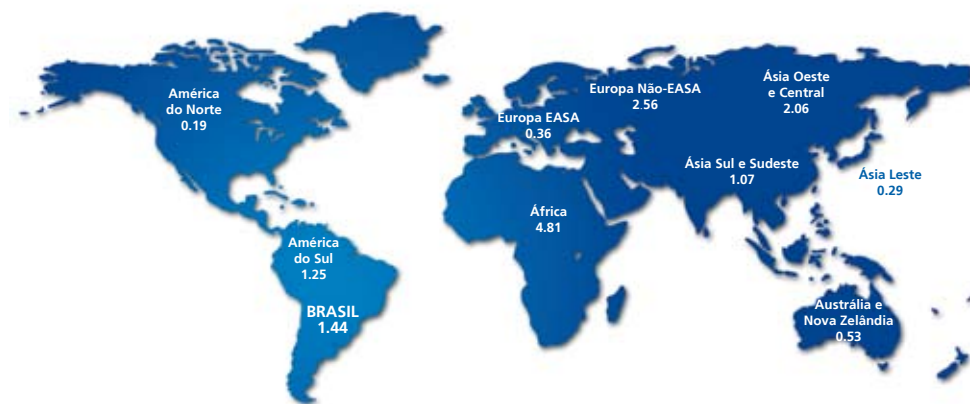 América
do Norte
0.19
Europa Não-EASA
2.56
Ásia Oeste
e Central
2.06
Europa EASA
0.36
Ásia Sul e Sudeste
1.07
Ásia Leste
0.29
África
4.81
América
do Sul
1.25
BRASIL
1.44
Austrália e
Nova Zelândia
0.53